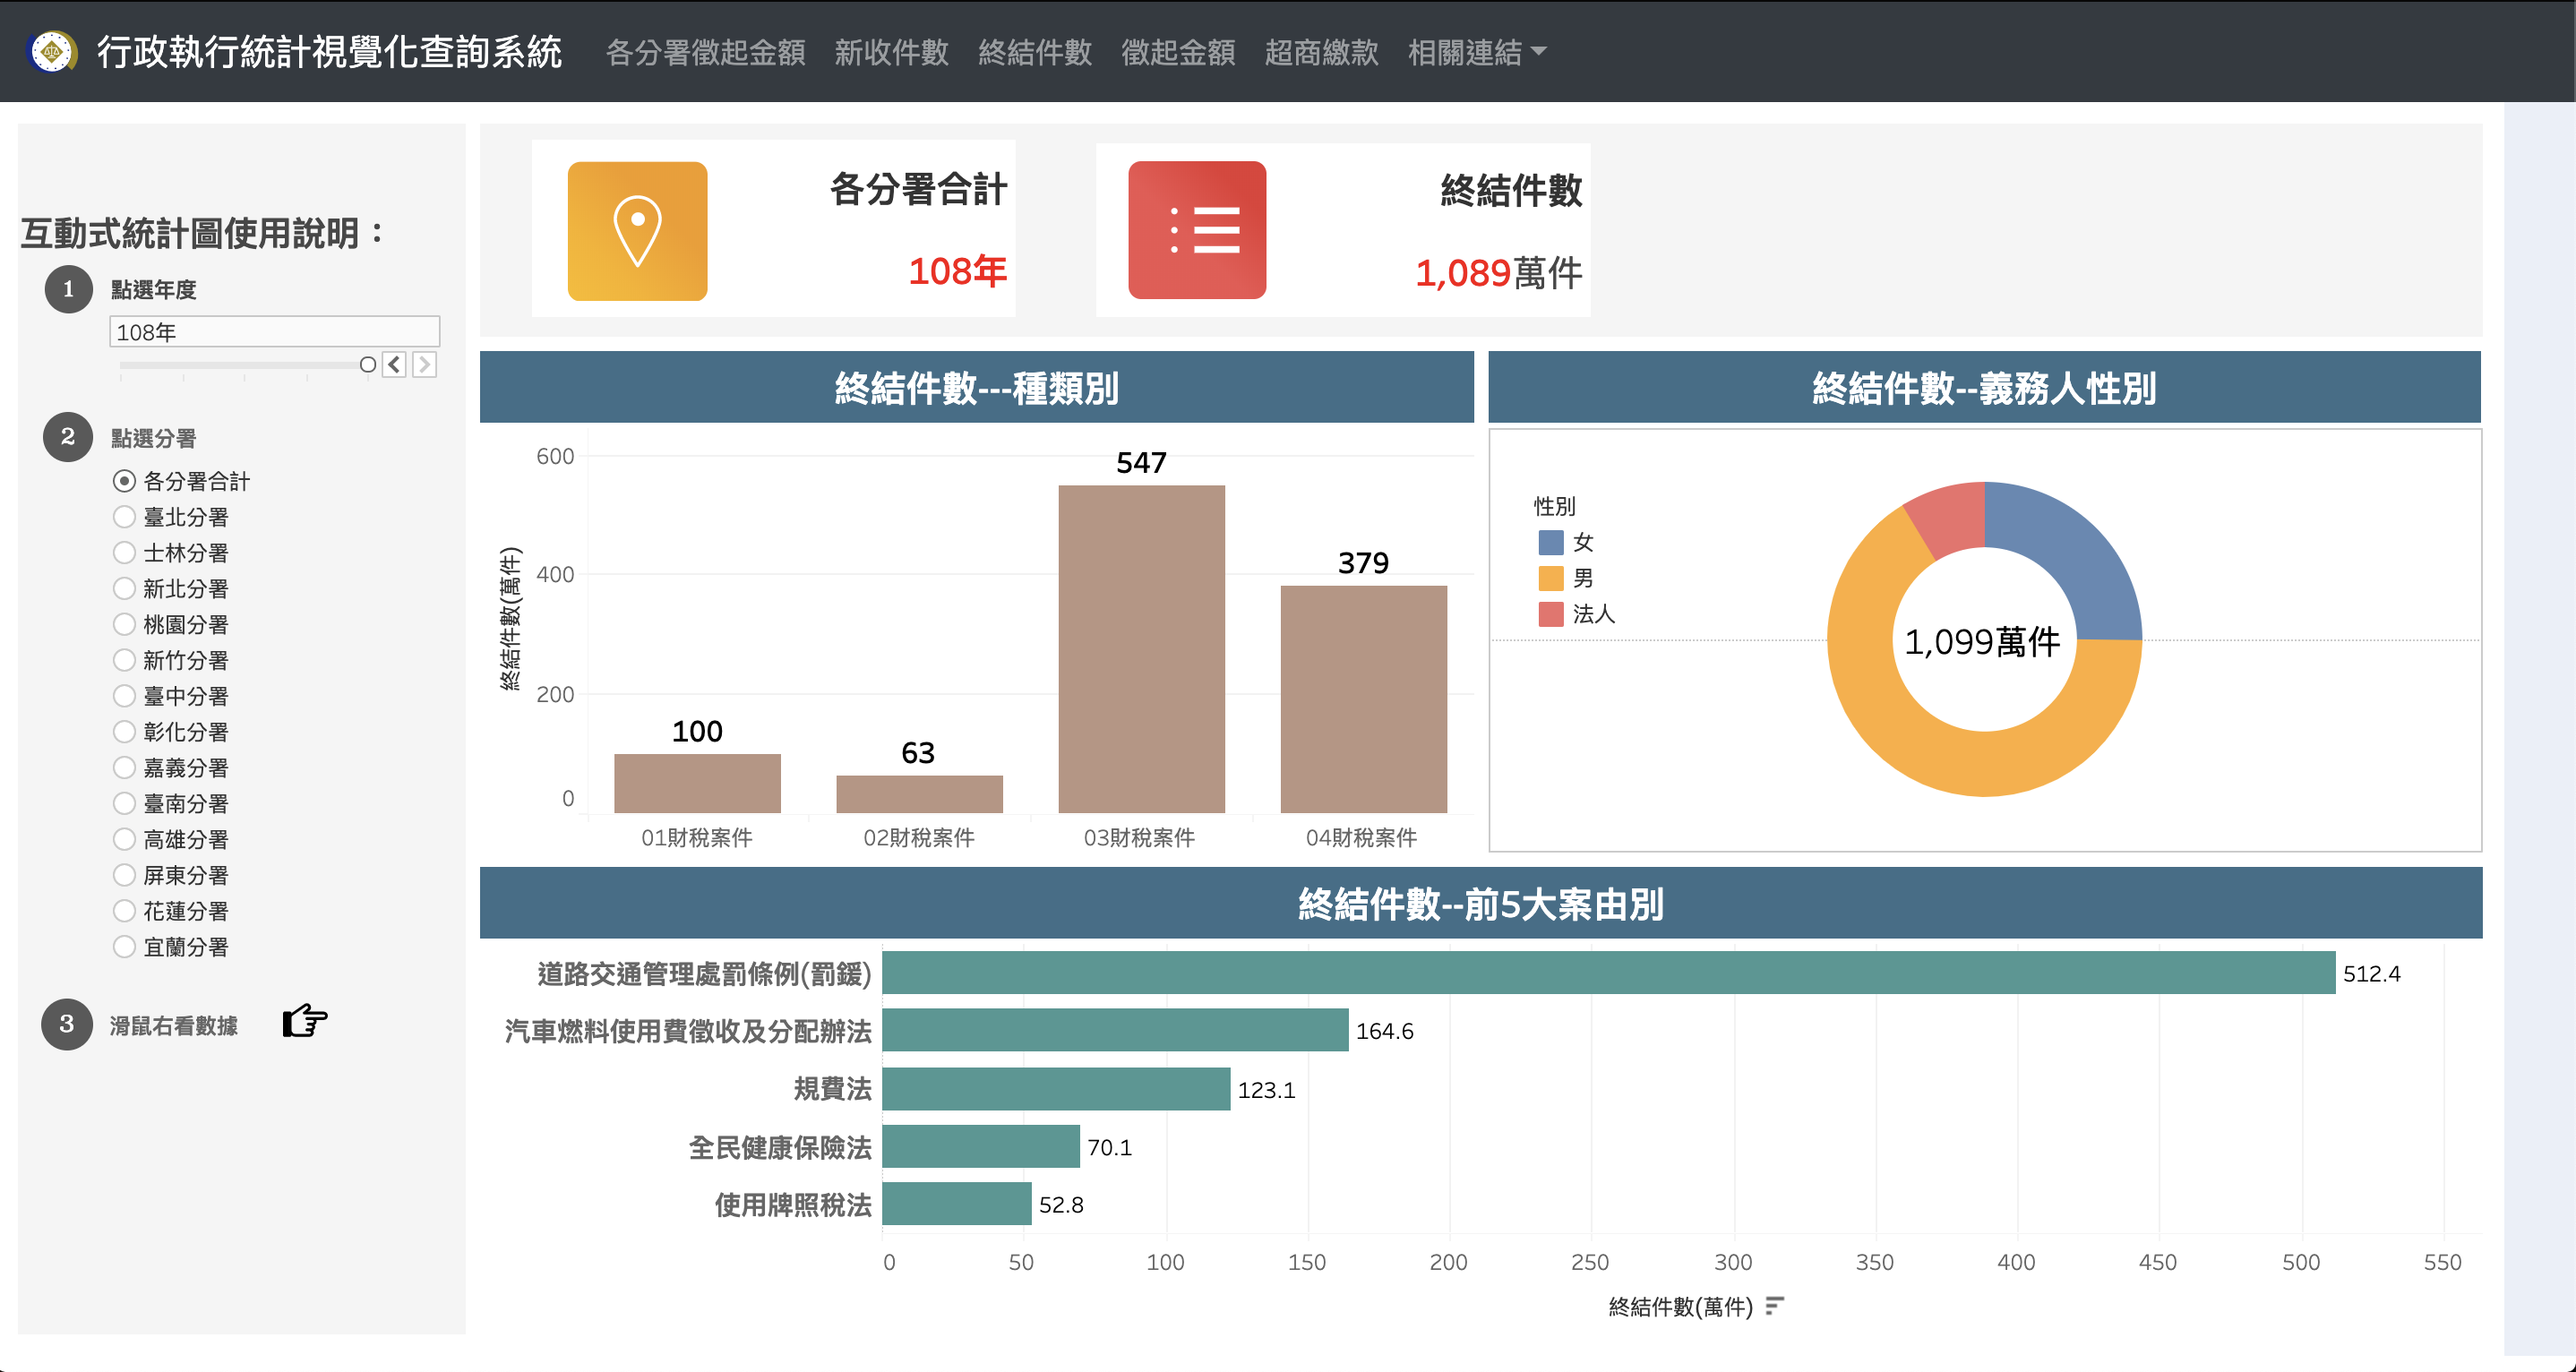 行政執行統計視覺化查詢系統 各分署徵起金額 新收件數 終結件數 徵起金額 超商繳款 相關連結
互動式統計圖使用說明：
1 點選年度
108年
2 點選分署
各分署合計
臺北分署
士林分署
新北分署
桃園分署
新竹分署
臺中分署
彰化分署
嘉義分署
臺南分署
高雄分署
屏東分署
花蓮分署
宜蘭分署
3 滑鼠右看數據
各分署合計
108年
終結件數
1,089萬件
終結件數---種類別
終結件數(萬件)
600
400
200
0
100
63
547
379
01財稅案件 02財稅案件 03財稅案件 04財稅案件
終結件數--義務人性別
性別
女
男
法人
1,099萬件
終結件數--前5大案由別
道路交通管理處罰條例(罰鍰) 512.4
汽車燃料使用費徵收及分配辦法 164.6
規費法 123.1
全民健康保險法 70.1
使用牌照稅法 52.8
0 50 100 150 200 250 300 350 400 450 500 550
終結件數(萬件)